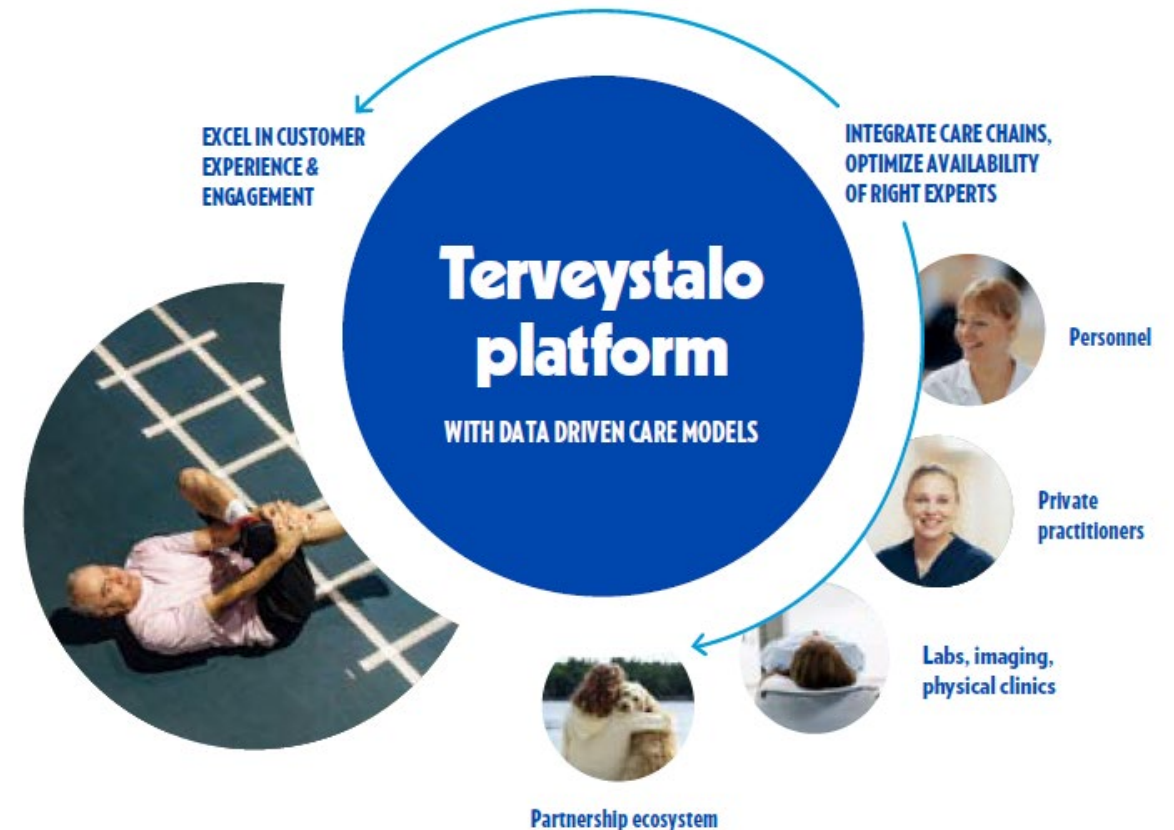 EXCEL IN CUSTOMER
EXPERIENCE &
ENGAGEMENT
INTEGRATE CARE CHAINS,
OPTIMIZE AVAILABILITY
OF RIGHT EXPERTS
Terveystalo
platform
WITH DATA DRIVEN CARE MODELS
Personnel
Private
practitioners
Labs, imaging,
physical clinics
Partnership ecosystem